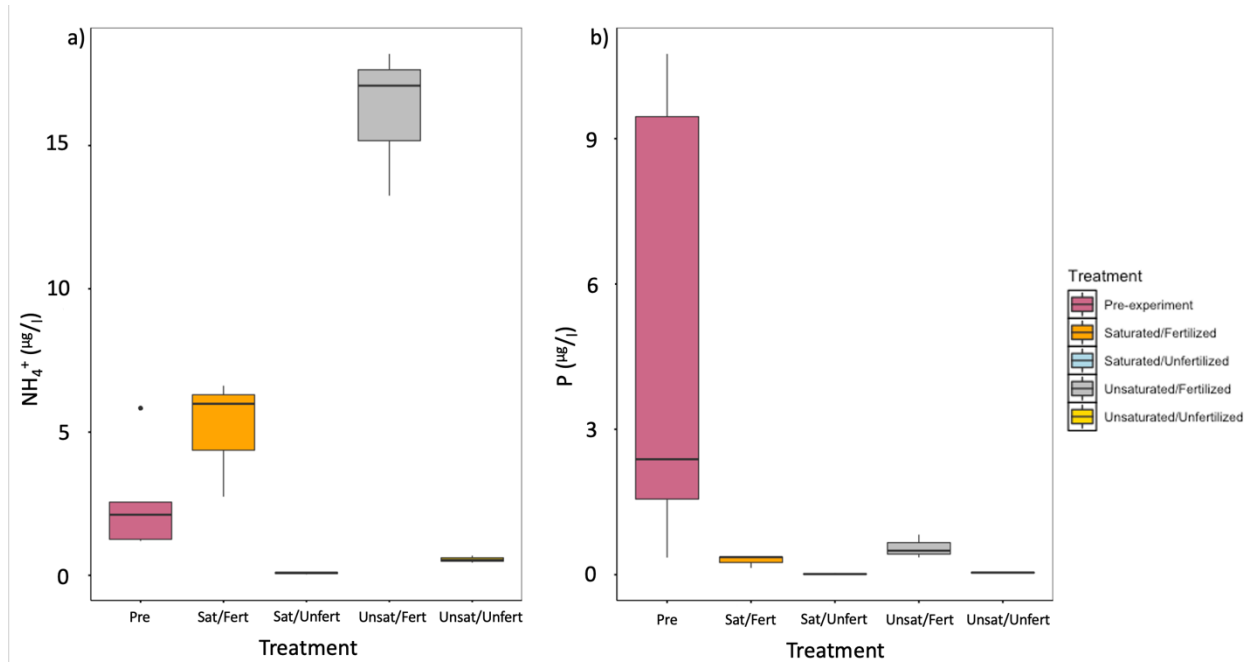 a)
NH₄⁺ (µg/l)
15
10
5
0
Pre Sat/Fert Sat/Unfert Unsat/Fert Unsat/Unfert
Treatment
b)
P (µg/l)
9
6
3
0
Pre Sat/Fert Sat/Unfert Unsat/Fert Unsat/Unfert
Treatment
Treatment
Pre-experiment
Saturated/Fertilized
Saturated/Unfertilized
Unsaturated/Fertilized
Unsaturated/Unfertilized